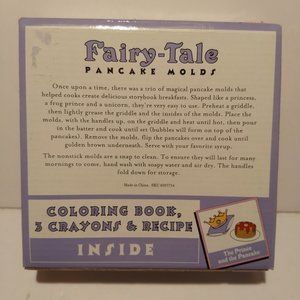 Fairy-Tale
PANCAKE MOLDS
Once upon a time, there was a trio of magical pancake molds that
helped cooks create delicious storybook breakfasts. Shaped like a princess,
a frog prince and a unicorn, they're very easy to use. Preheat a griddle,
then lightly grease the griddle and the insides of the molds. Place the
molds, with the handles up, on the griddle and heat until hot, then pour
in the batter and cook until set (bubbles will form on top of the
pancakes). Remove the molds, flip the pancakes over and cook until
golden brown underneath. Serve with your favorite syrup.
The nonstick molds are a snap to clean. To ensure they will last for many
mornings to come, hand wash with soapy water and air dry. The handles
fold down for storage.
Made in China. SKU
COLORING BOOK,
3 CRAYONS & RECIPE
INSIDE
The Prince
and the Pancake